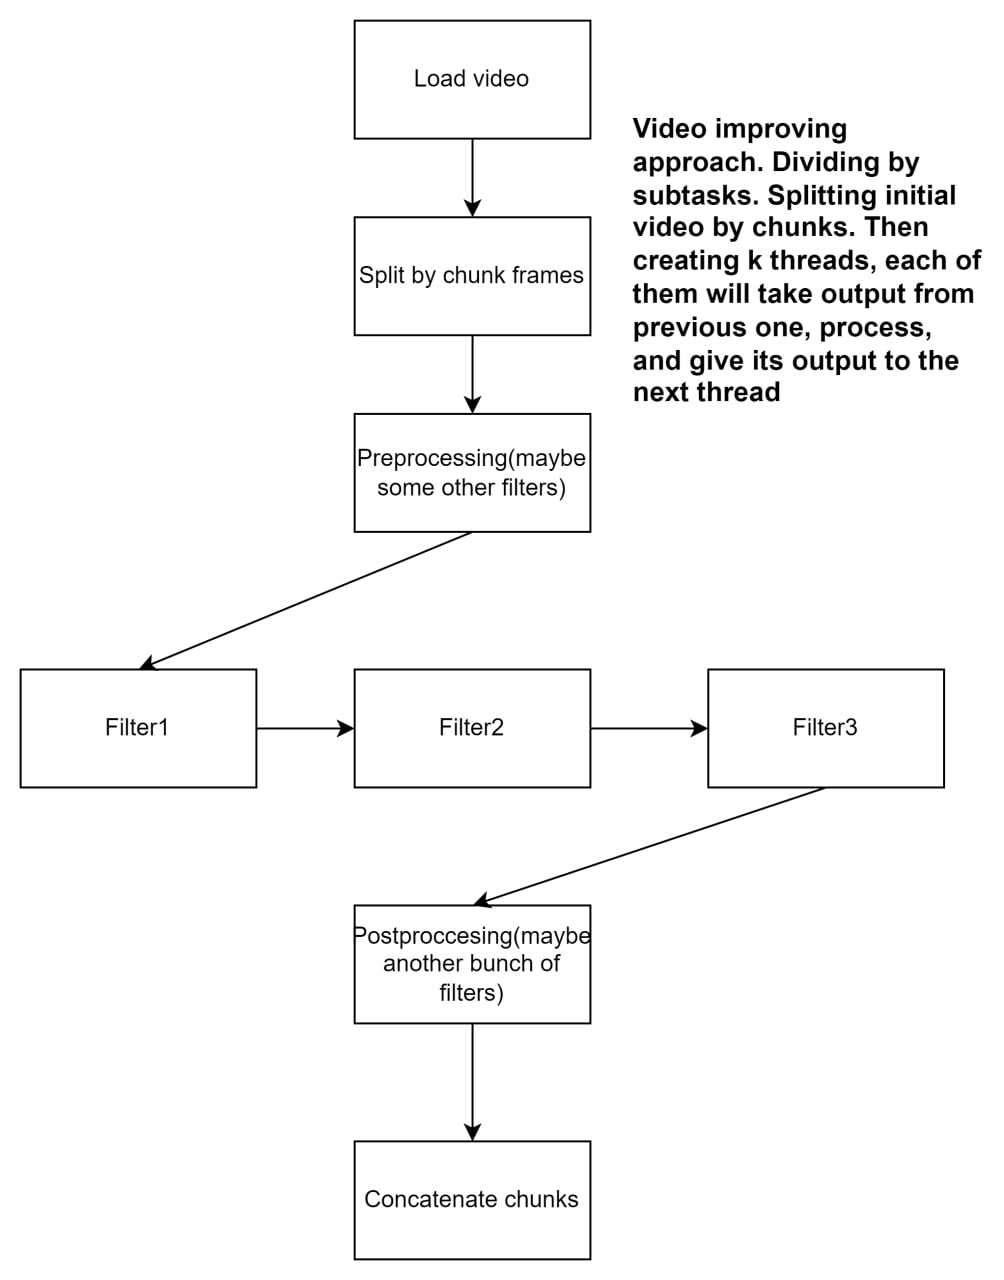 Load video
Video improving
approach. Dividing by
subtasks. Splitting initial
video by chunks. Then
creating k threads, each of
them will take output from
previous one, process,
and give its output to the
next thread
Split by chunk frames
Preprocessing(maybe
some other filters)
Filter1
Filter2
Filter3
Postproccesing(maybe
another bunch of
filters)
Concatenate chunks